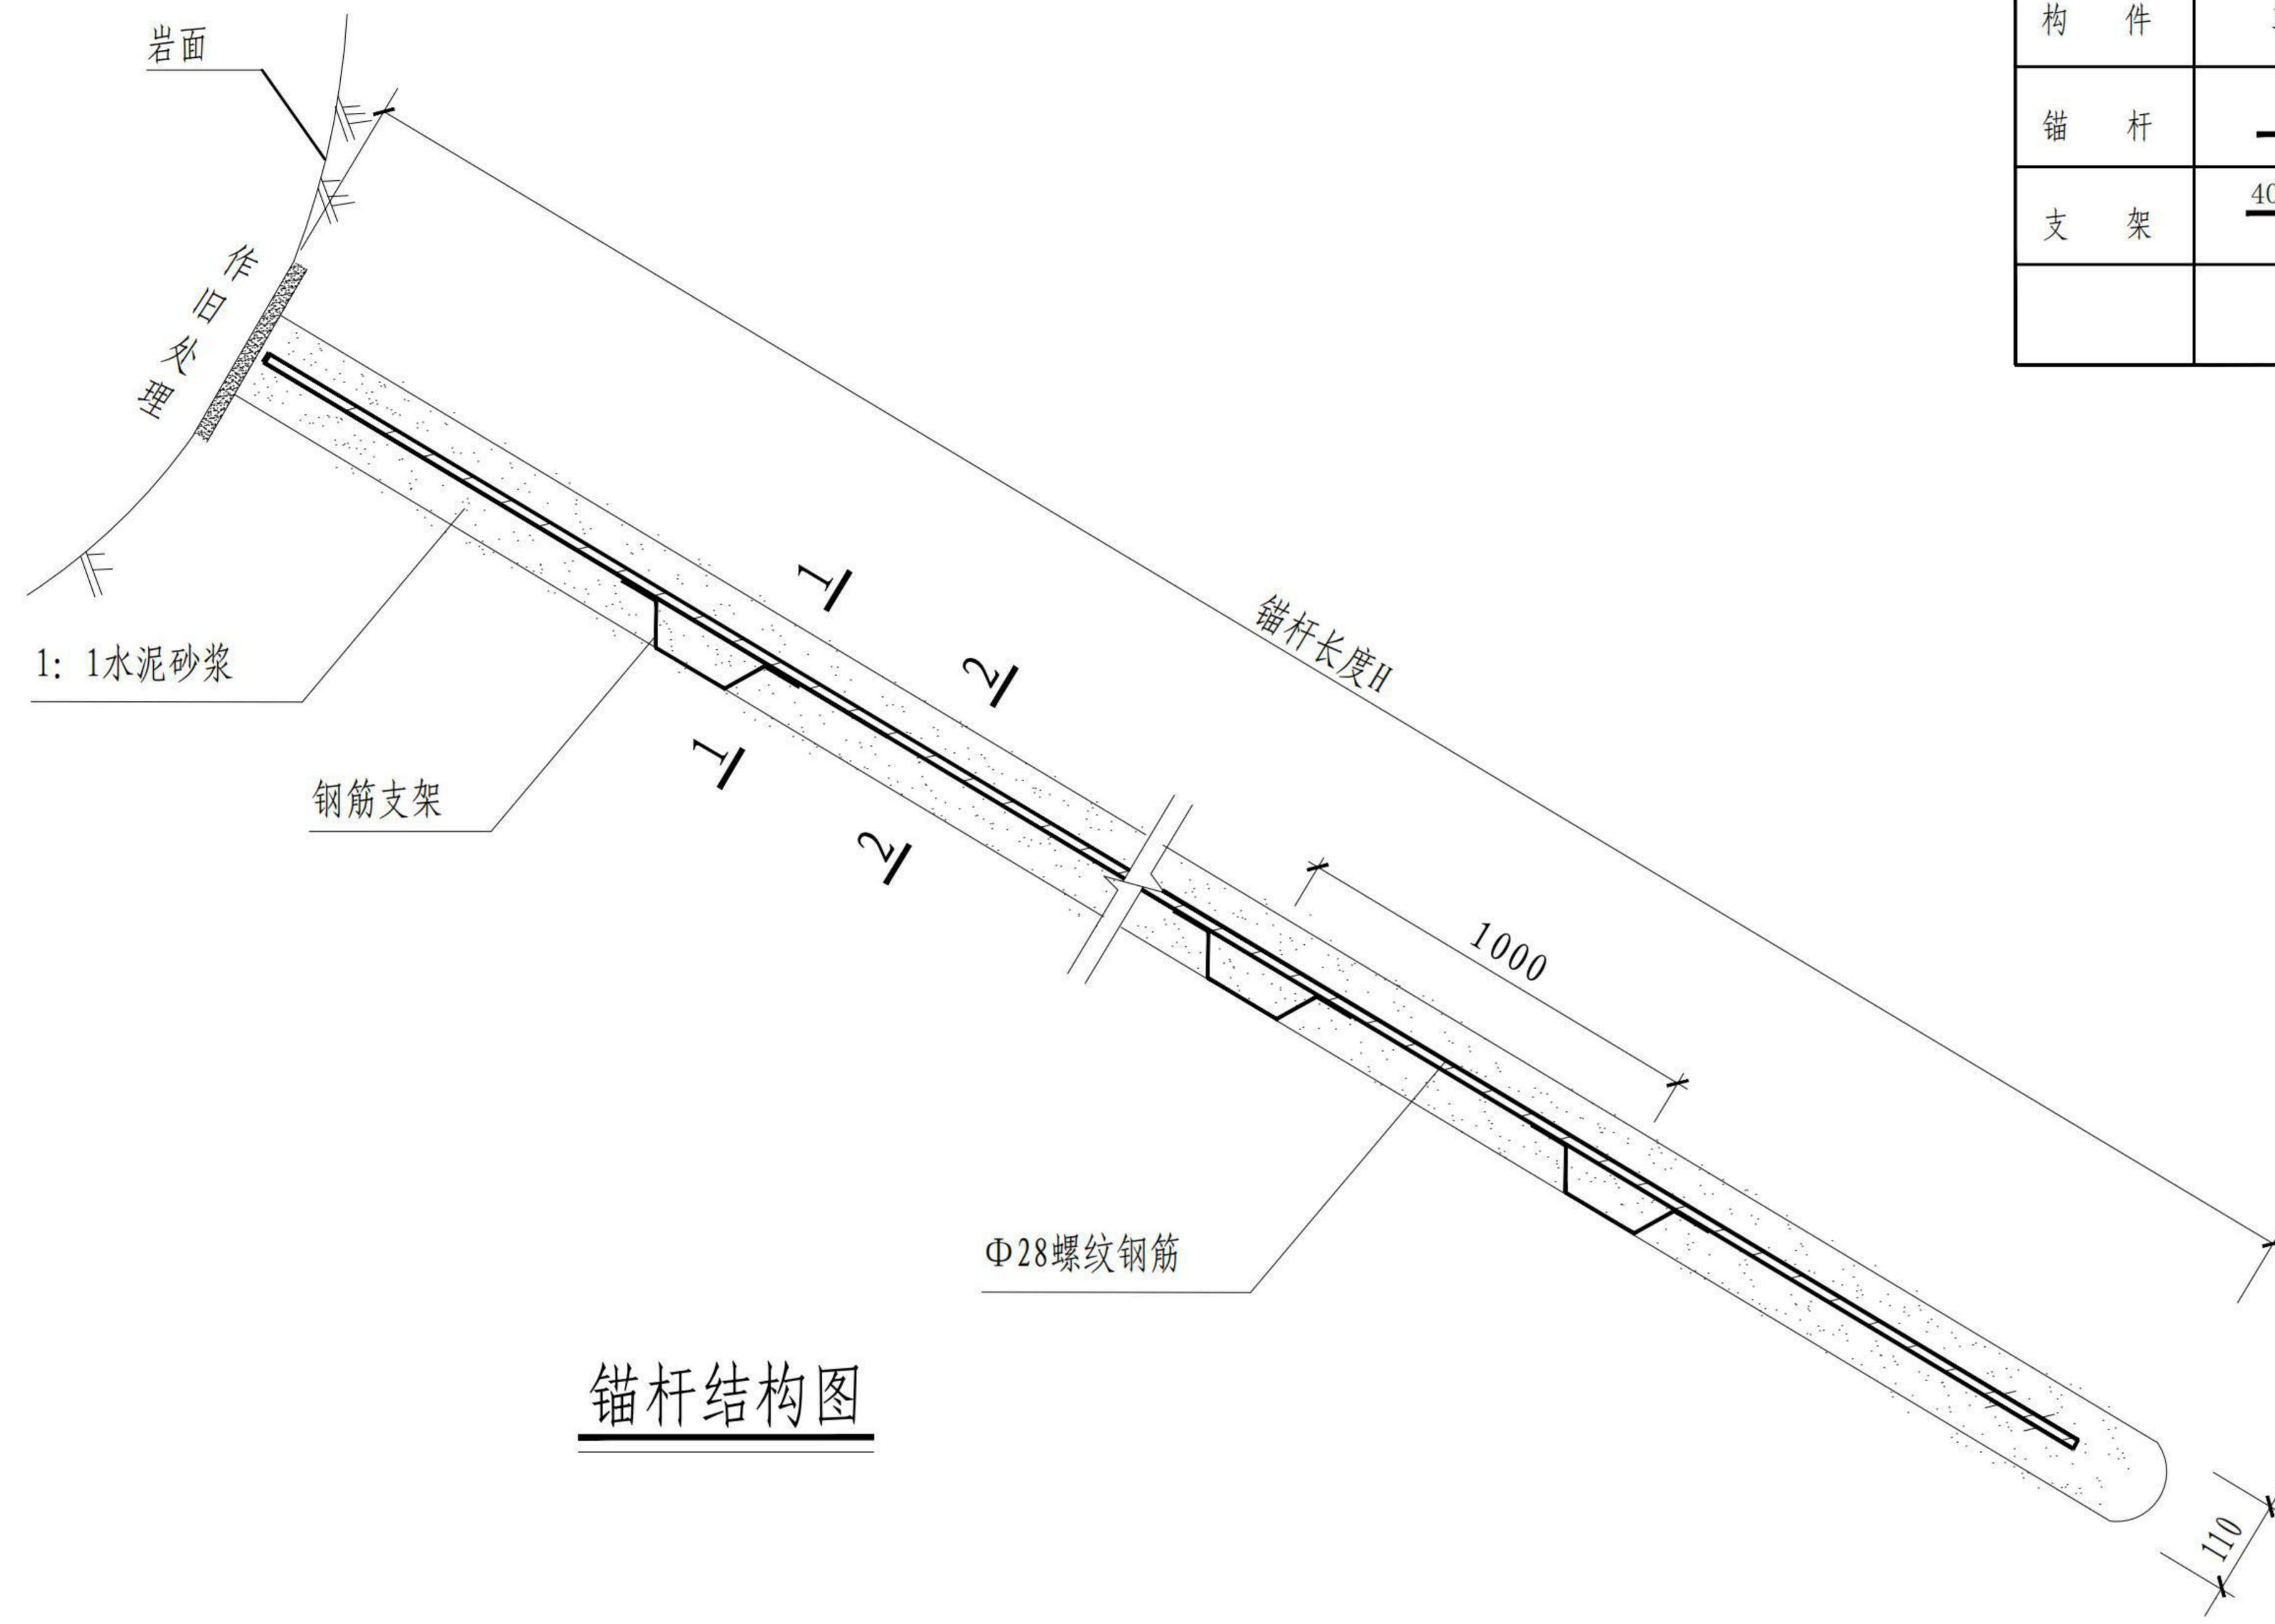 岩面
构 件
锚 杆
40
支 架
作旧处理
1
2
锚杆长度H
1：1水泥砂浆
1
钢筋支架
2
1000
Φ28螺纹钢筋
锚杆结构图
110